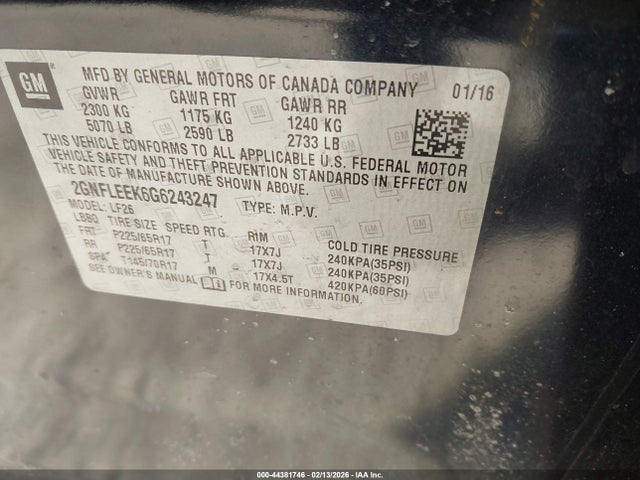 GM
MFD BY GENERAL MOTORS OF CANADA COMPANY 01/16
GVWR GAWR FRT GAWR RR
2300 KG 1175 KG 1240 KG
5070 LB 2590 LB 2733 LB
THIS VEHICLE CONFORMS TO ALL APPLICABLE U.S. FEDERAL MOTOR
VEHICLE SAFETY AND THEFT PREVENTION STANDARDS IN EFFECT ON
THE DATE OF MANUFACTURE SHOWN ABOVE.
2GNFLEEK6G6243247 TYPE: M.P.V.
MODEL: LF26
LBBQ TIRE SIZE SPEED RTG. RIM COLD TIRE PRESSURE
FRT P225/65R17 T 17X7J 240KPA(35PSI)
RR P225/65R17 T 17X7J 240KPA(35PSI)
SPA T145/70R17 M 17X4.5T 420KPA(60PSI)
SEE OWNER'S MANUAL FOR MORE INFORMATION.
000-44381746 - 02/13/2026 - IAA Inc.